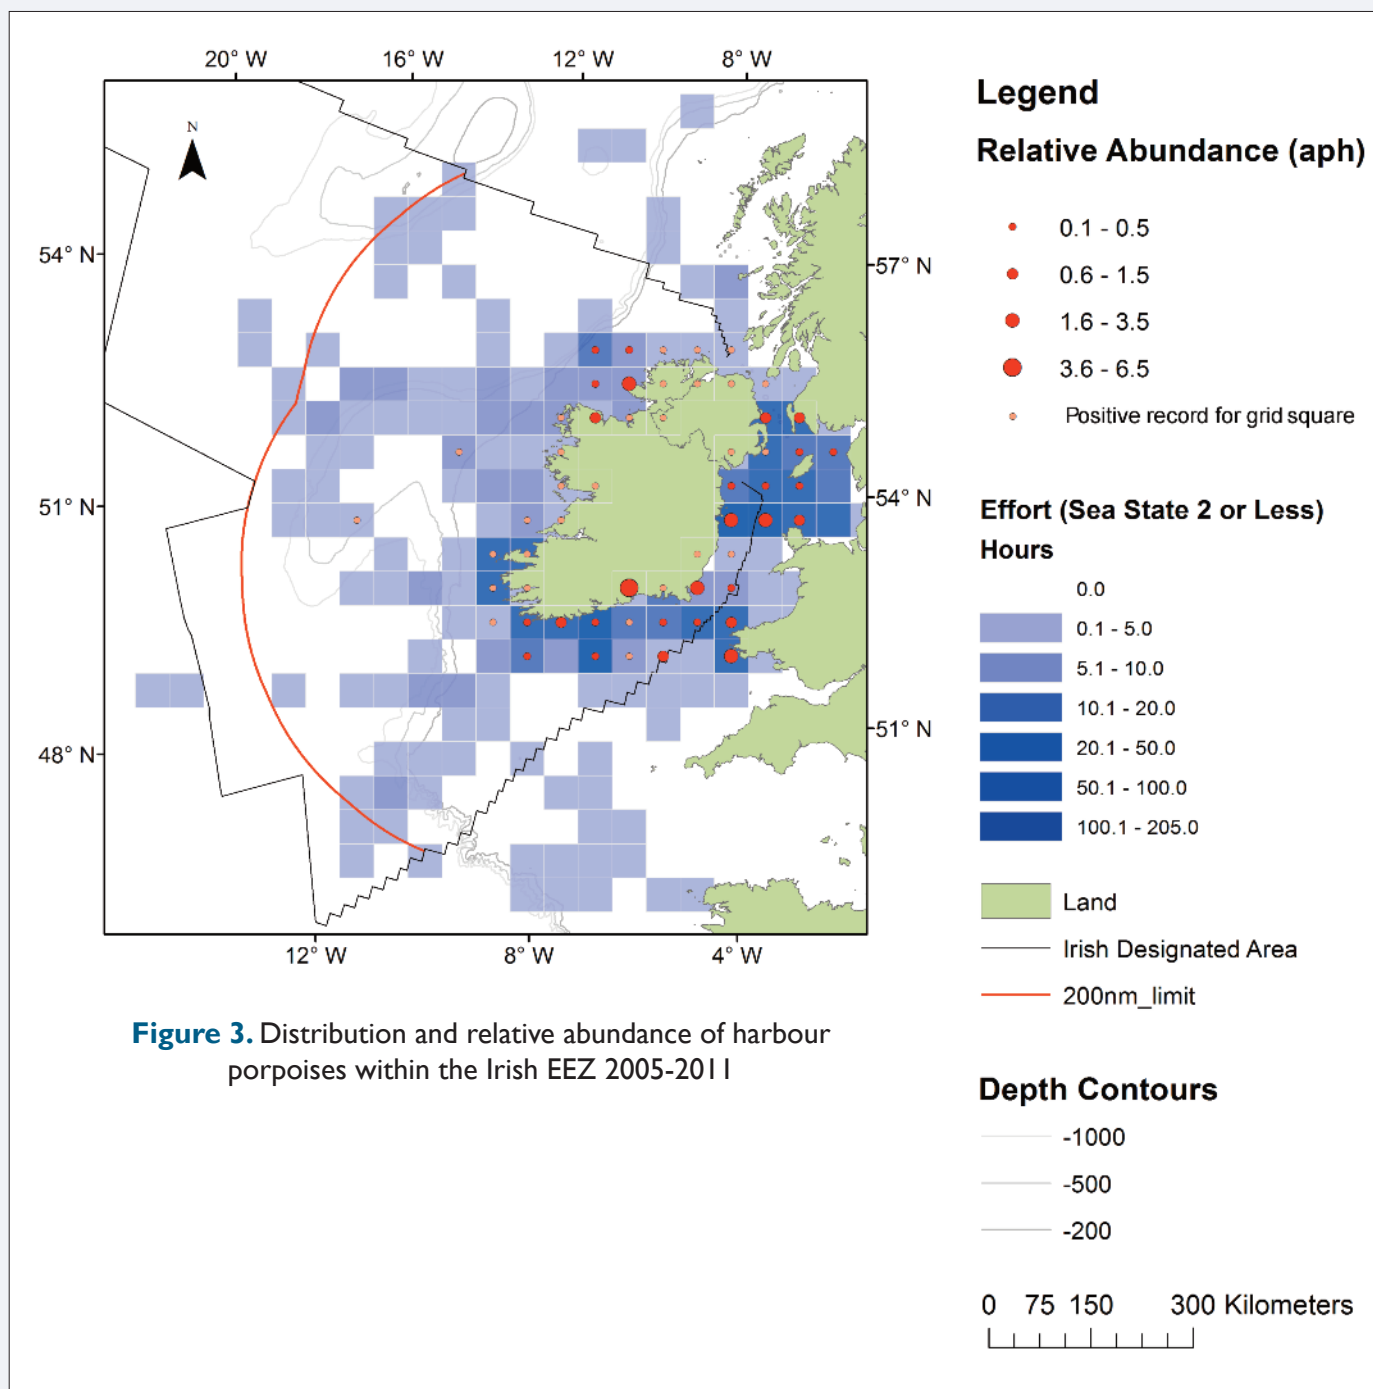 20° W 16° W 12° W 8° W
N
54° N
57° N
51° N
54° N
48° N
51° N
12° W 8° W 4° W
Figure 3. Distribution and relative abundance of harbour
porpoises within the Irish EEZ 2005-2011
Legend
Relative Abundance (aph)
0.1 - 0.5
0.6 - 1.5
1.6 - 3.5
3.6 - 6.5
Positive record for grid square
Effort (Sea State 2 or Less)
Hours
0.0
0.1 - 5.0
5.1 - 10.0
10.1 - 20.0
20.1 - 50.0
50.1 - 100.0
100.1 - 205.0
Land
Irish Designated Area
200nm_limit
Depth Contours
-1000
-500
-200
0 75 150 300 Kilometers